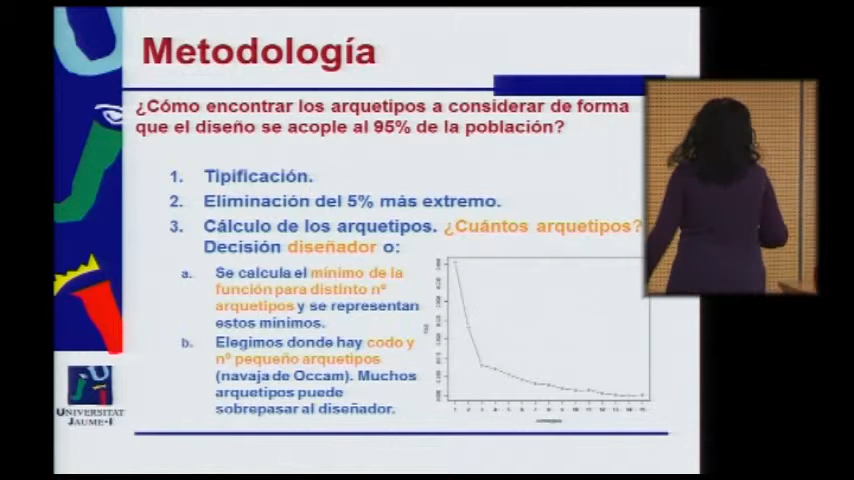 Metodología
¿Cómo encontrar los arquetipos a considerar de forma
que el diseño se acople al 95% de la población?
1. Tipificación.
2. Eliminación del 5% más extremo.
3. Cálculo de los arquetipos. ¿Cuántos arquetipos?
Decisión diseñador o:
a. Se calcula el mínimo de la
función para distinto nº
arquetipos y se representan
estos mínimos.
b. Elegimos donde hay codo y
nº pequeño arquetipos
(navaja de Occam). Muchos
arquetipos puede
sobrepasar al diseñador.
UNIVERSITAT
JAUME·I